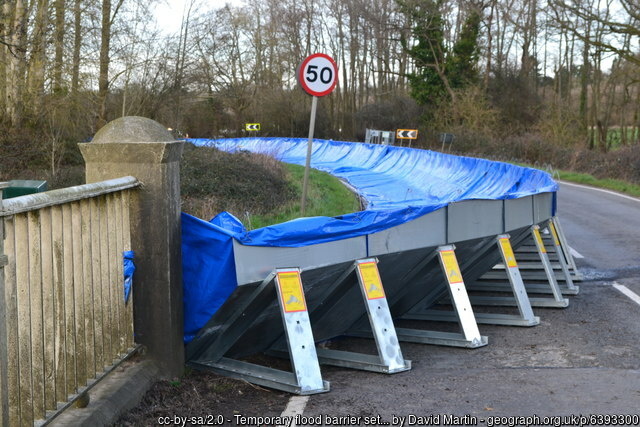 50
cc-by-sa/2.0 - Temporary flood barrier set... by David Martin - geograph.org.uk/p/6393300